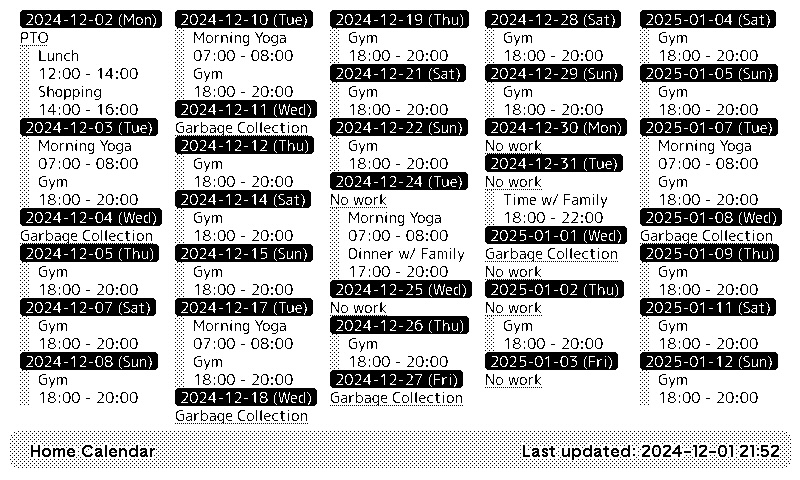 2024-12-02 (Mon)
PTO
Lunch
12:00 - 14:00
Shopping
14:00 - 16:00
2024-12-03 (Tue)
Morning Yoga
07:00 - 08:00
Gym
18:00 - 20:00
2024-12-04 (Wed)
Garbage Collection
2024-12-05 (Thu)
Gym
18:00 - 20:00
2024-12-07 (Sat)
Gym
18:00 - 20:00
2024-12-08 (Sun)
Gym
18:00 - 20:00
2024-12-10 (Tue)
Morning Yoga
07:00 - 08:00
Gym
18:00 - 20:00
2024-12-11 (Wed)
Garbage Collection
2024-12-12 (Thu)
Gym
18:00 - 20:00
2024-12-14 (Sat)
Gym
18:00 - 20:00
2024-12-15 (Sun)
Gym
18:00 - 20:00
2024-12-17 (Tue)
Morning Yoga
07:00 - 08:00
Gym
18:00 - 20:00
2024-12-18 (Wed)
Garbage Collection
2024-12-19 (Thu)
Gym
18:00 - 20:00
2024-12-21 (Sat)
Gym
18:00 - 20:00
2024-12-22 (Sun)
Gym
18:00 - 20:00
2024-12-24 (Tue)
No work
Morning Yoga
07:00 - 08:00
Dinner w/ Family
17:00 - 20:00
2024-12-25 (Wed)
No work
2024-12-26 (Thu)
Gym
18:00 - 20:00
2024-12-27 (Fri)
Garbage Collection
2024-12-28 (Sat)
Gym
18:00 - 20:00
2024-12-29 (Sun)
Gym
18:00 - 20:00
2024-12-30 (Mon)
No work
2024-12-31 (Tue)
No work
Time w/ Family
18:00 - 22:00
2025-01-01 (Wed)
Garbage Collection
No work
2025-01-02 (Thu)
No work
Gym
18:00 - 20:00
2025-01-03 (Fri)
No work
2025-01-04 (Sat)
Gym
18:00 - 20:00
2025-01-05 (Sun)
Gym
18:00 - 20:00
2025-01-07 (Tue)
Morning Yoga
07:00 - 08:00
Gym
18:00 - 20:00
2025-01-08 (Wed)
Garbage Collection
2025-01-09 (Thu)
Gym
18:00 - 20:00
2025-01-11 (Sat)
Gym
18:00 - 20:00
2025-01-12 (Sun)
Gym
18:00 - 20:00
Home Calendar
Last updated: 2024-12-01 21:52